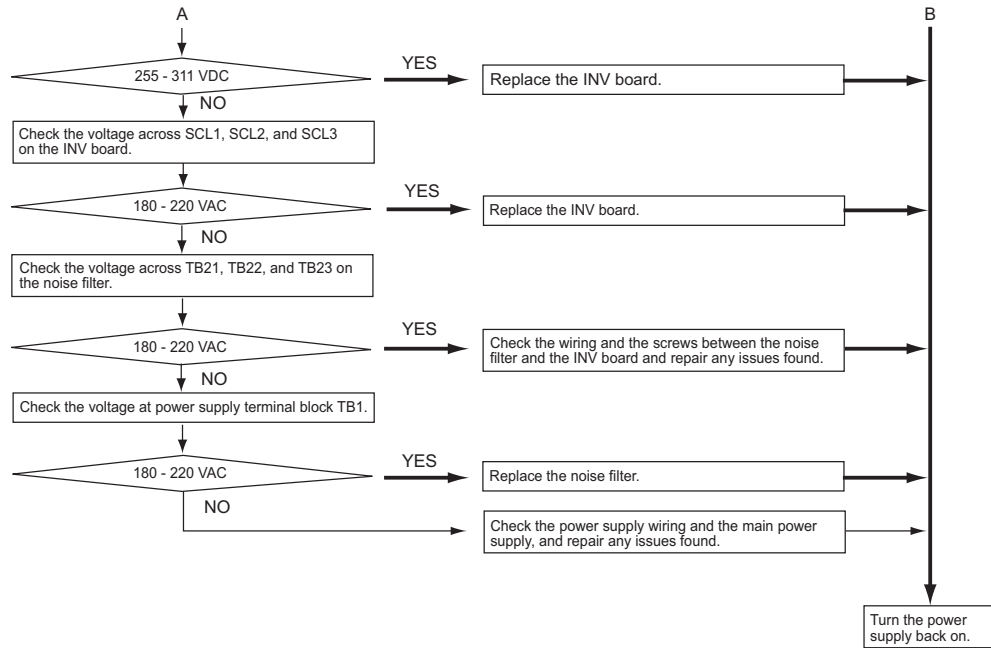 A
B
255 - 311 VDC
YES
Replace the INV board.
NO
Check the voltage across SCL1, SCL2, and SCL3
on the INV board.
180 - 220 VAC
YES
Replace the INV board.
NO
Check the voltage across TB21, TB22, and TB23 on
the noise filter.
180 - 220 VAC
YES
Check the wiring and the screws between the noise
filter and the INV board and repair any issues found.
NO
Check the voltage at power supply terminal block TB1.
180 - 220 VAC
YES
Replace the noise filter.
NO
Check the power supply wiring and the main power
supply, and repair any issues found.
Turn the power
supply back on.